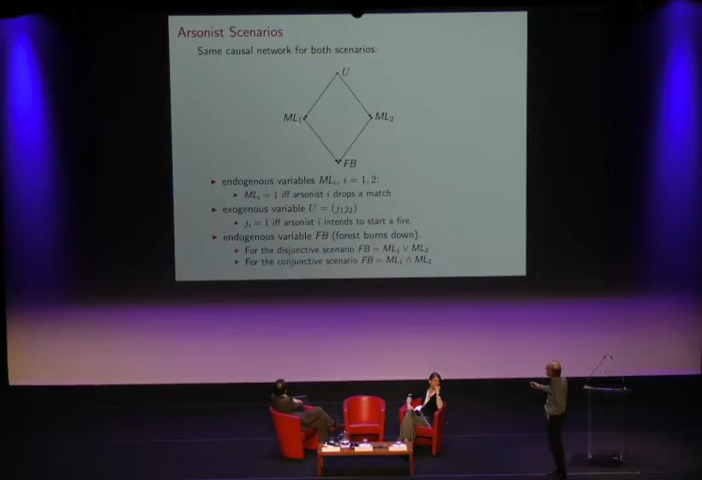 Arsonist Scenarios
Same causal network for both scenarios:
U
ML₁ ML₂
FB
▸ endogenous variables MLᵢ, i = 1, 2:
▸ MLᵢ = 1 iff arsonist i drops a match
▸ exogenous variable U = (j₁j₂)
▸ jᵢ = 1 iff arsonist i intends to start a fire.
▸ endogenous variable FB (forest burns down).
▸ For the disjunctive scenario FB = ML₁ ∨ ML₂
▸ For the conjunctive scenario FB = ML₁ ∧ ML₂